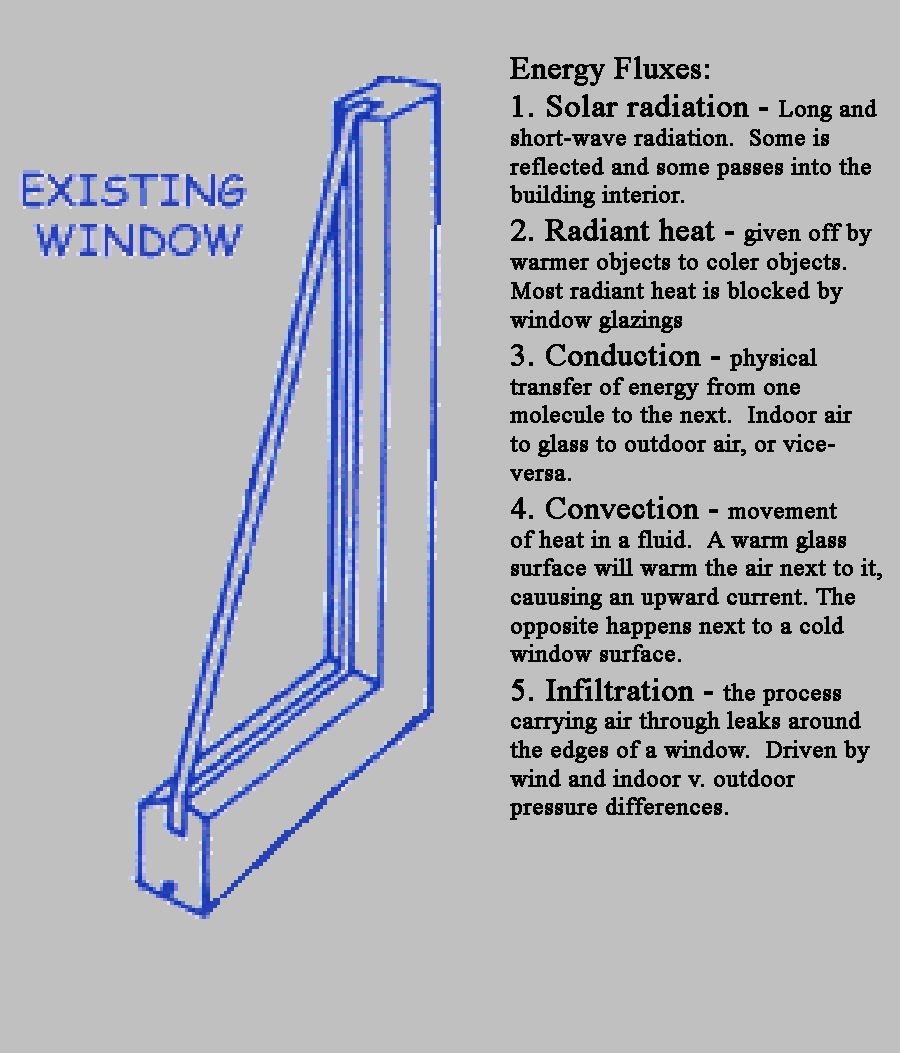 EXISTING
WINDOW
Energy Fluxes:
1. Solar radiation - Long and
short-wave radiation.  Some is
reflected and some passes into the
building interior.
2. Radiant heat - given off by
warmer objects to coler objects.
Most radiant heat is blocked by
window glazings
3. Conduction - physical
transfer of energy from one
molecule to the next.  Indoor air
to glass to outdoor air, or vice-
versa.
4. Convection - movement
of heat in a fluid.  A warm glass
surface will warm the air next to it,
cauusing an upward current. The
opposite happens next to a cold
window surface.
5. Infiltration - the process
carrying air through leaks around
the edges of a window.  Driven by
wind and indoor v. outdoor
pressure differences.